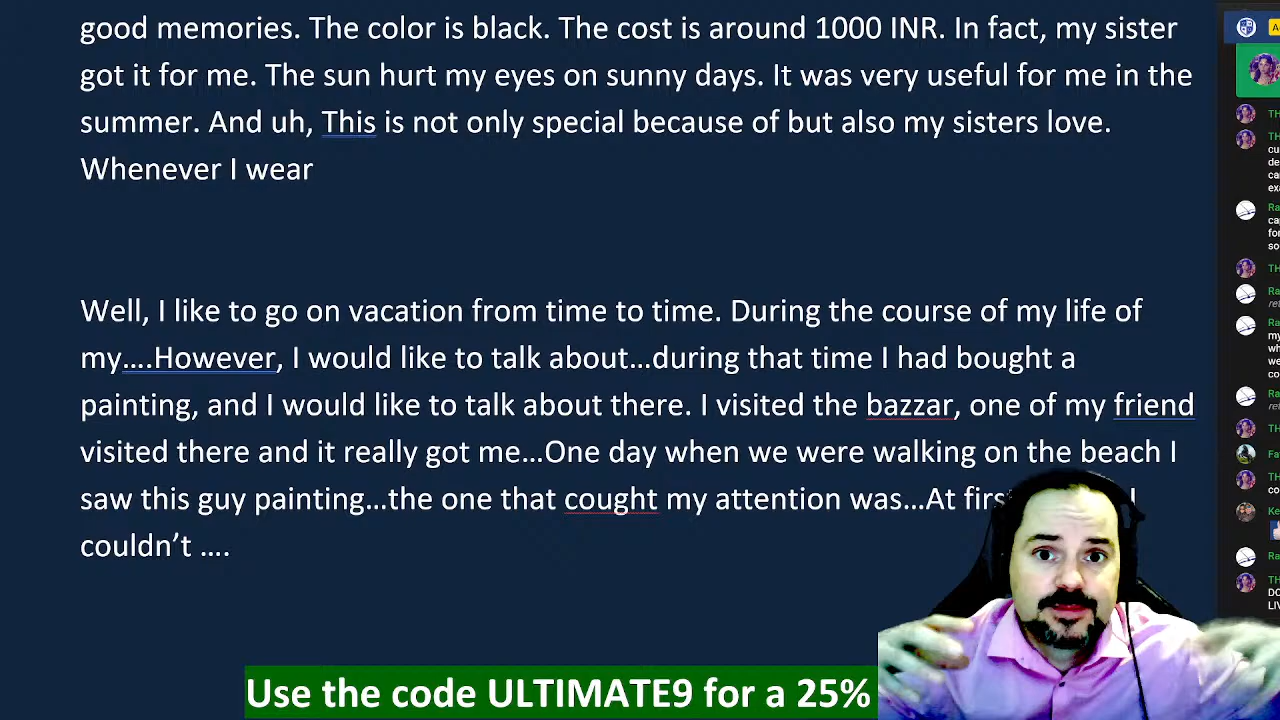 good memories. The color is black. The cost is around 1000 INR. In fact, my sister
got it for me. The sun hurt my eyes on sunny days. It was very useful for me in the
summer. And uh, This is not only special because of but also my sisters love.
Whenever I wear
Well, I like to go on vacation from time to time. During the course of my life of
my....However, I would like to talk about...during that time I had bought a
painting, and I would like to talk about there. I visited the bazzar, one of my friend
visited there and it really got me...One day when we were walking on the beach I
saw this guy painting...the one that cought my attention was...At first I
couldn't ....
Use the code ULTIMATE9 for a 25%